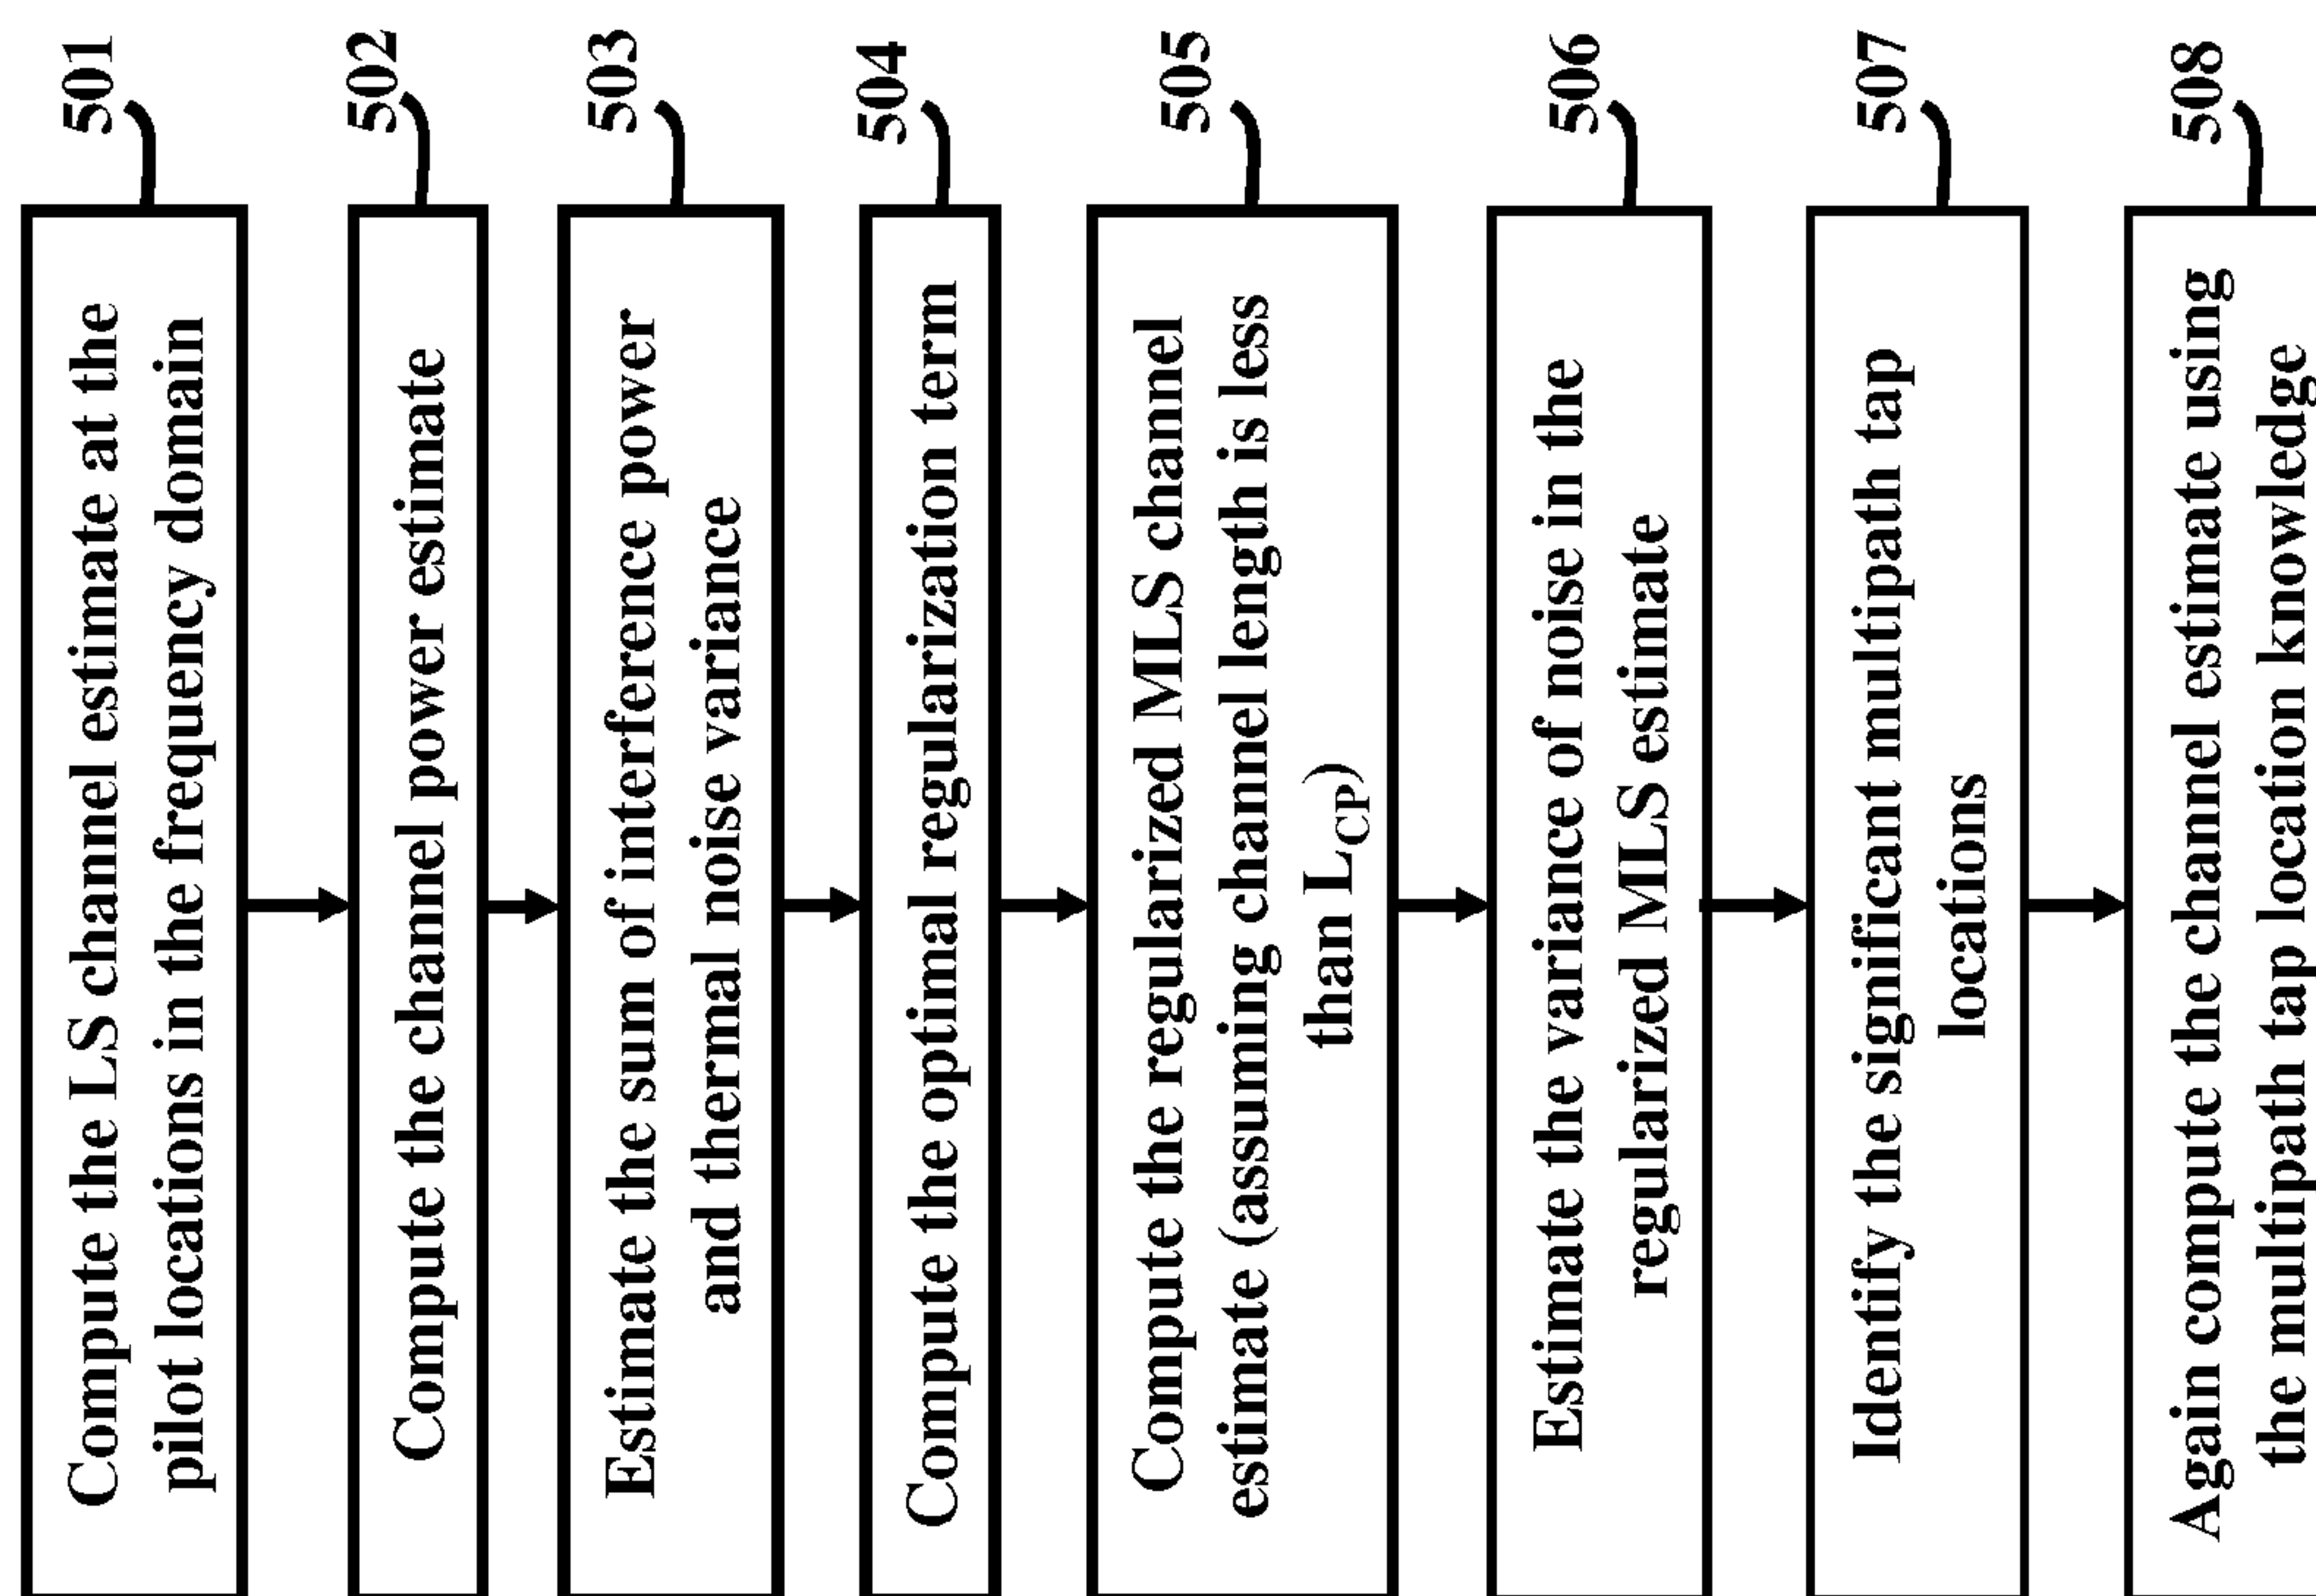 501
Compute the LS channel estimate at the
pilot locations in the frequency domain
502
Compute the channel power estimate
503
Estimate the sum of interference power
and thermal noise variance
504
Compute the optimal regularization term
505
Compute the regularized MLS channel
estimate (assuming channel length is less
than L_CP)
506
Estimate the variance of noise in the
regularized MLS estimate
507
Identify the significant multipath tap
locations
508
Again compute the channel estimate using
the multipath tap location knowledge